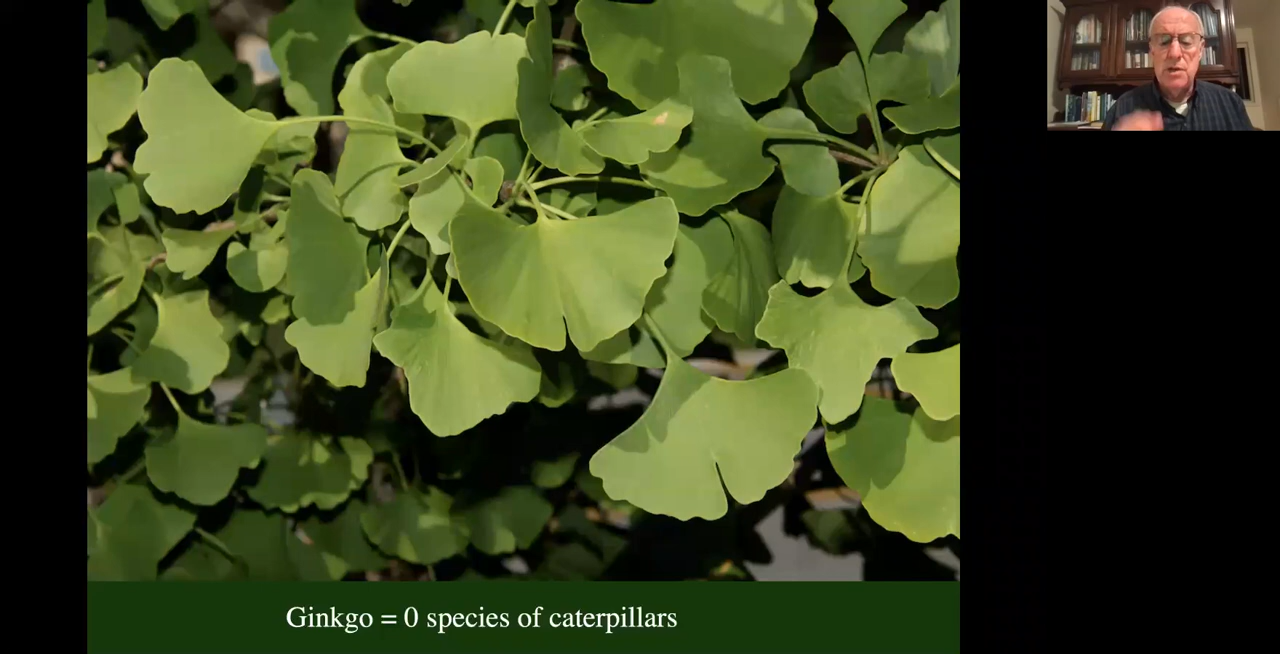 Ginkgo = 0 species of caterpillars